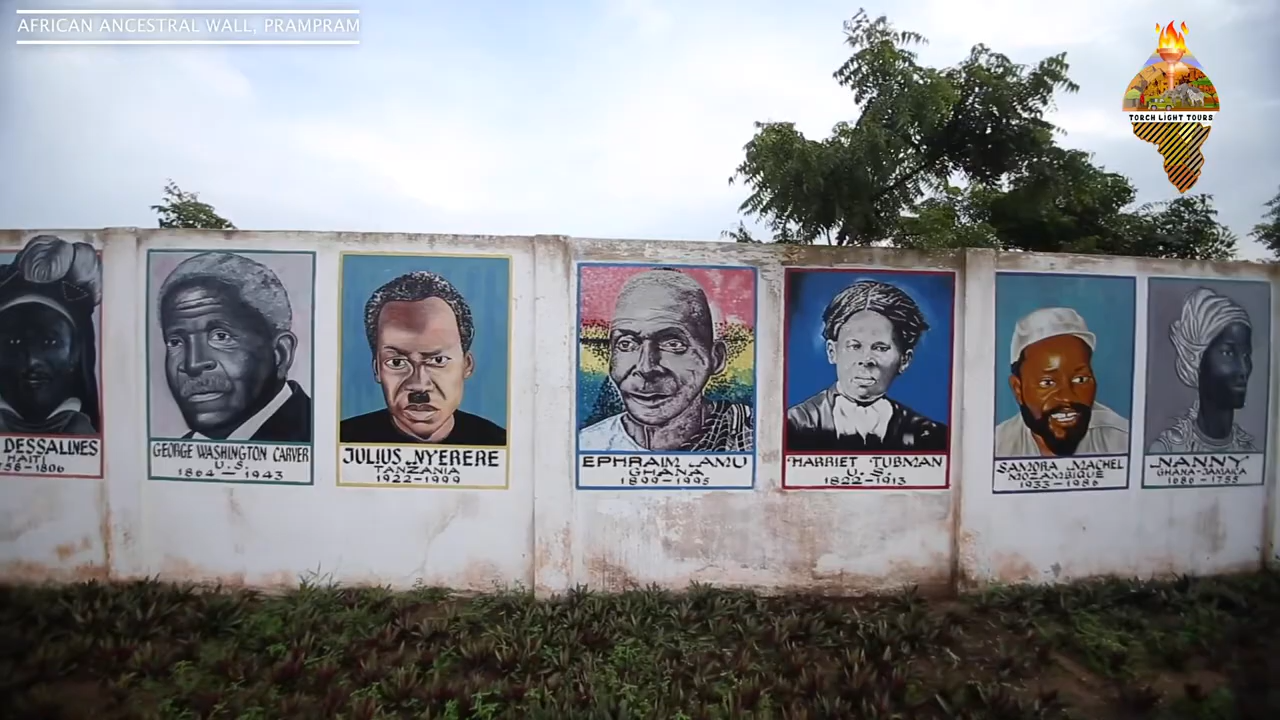 AFRICAN ANCESTRAL WALL, PRAMPRAM
TORCH LIGHT TOURS
DESSALINES
HAITI
758-1806
GEORGE WASHINGTON CARVER
U.S.
1864-1943
JULIUS NYERERE
TANZANIA
1922-1999
EPHRAIM AMU
GHANA
1899-1995
HARRIET TUBMAN
U.S.
1822-1913
SAMORA MACHEL
MOZAMBIQUE
1933-1986
NANNY
GHANA-JAMAICA
1686-1755